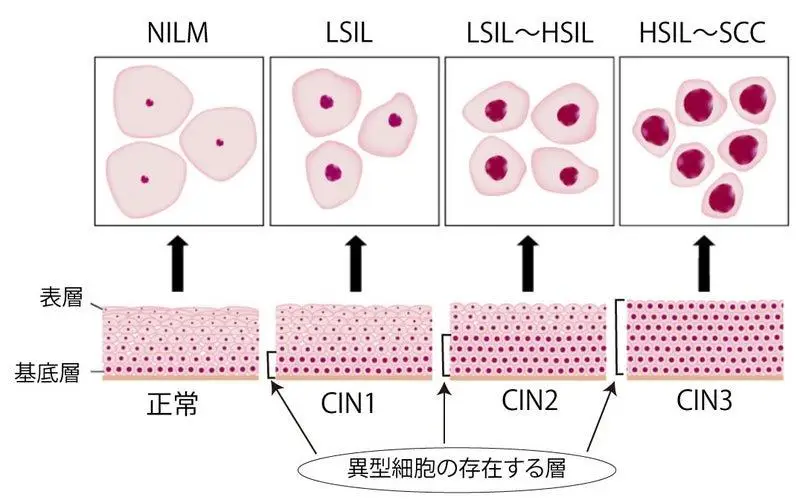 NILM
LSIL
LSIL～HSIL
HSIL～SCC
表層
基底層
正常
CIN1
CIN2
CIN3
異型細胞の存在する層